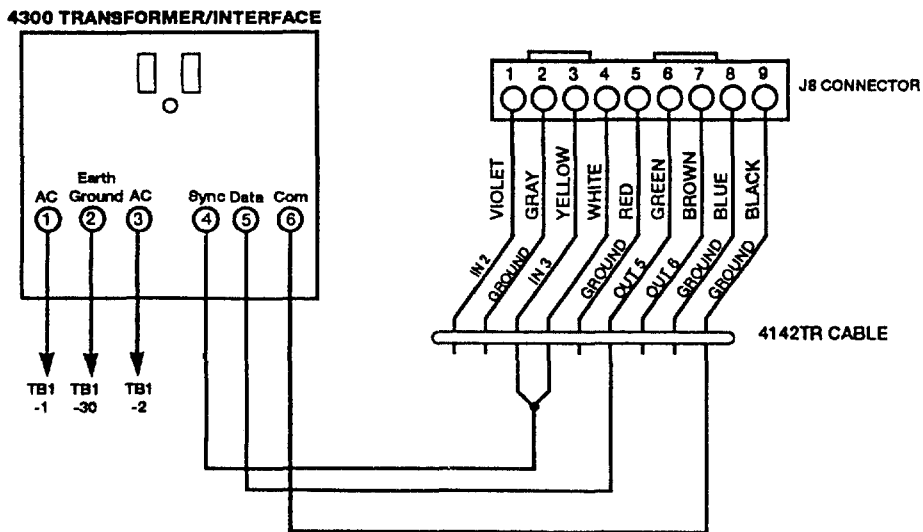 4300 TRANSFORMER/INTERFACE
AC
Earth
Ground
AC
Sync
Data
Com
1
2
3
4
5
6
TB1
-1
TB1
-30
TB1
-2
1 2 3 4 5 6 7 8 9
J8 CONNECTOR
VIOLET
GRAY
YELLOW
WHITE
RED
GREEN
BROWN
BLUE
BLACK
IN 2
GROUND
IN 3
GROUND
OUT 5
OUT 6
GROUND
GROUND
4142TR CABLE